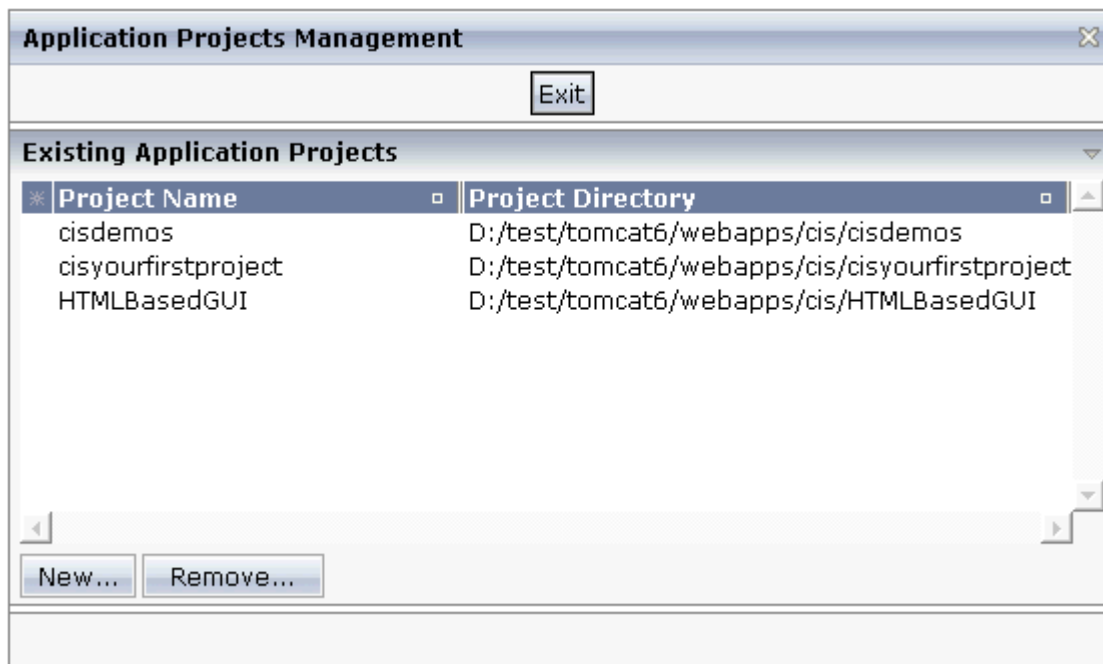 Application Projects Management
Exit
Existing Application Projects
Project Name Project Directory
cisdemos D:/test/tomcat6/webapps/cis/cisdemos
cisyourfirstproject D:/test/tomcat6/webapps/cis/cisyourfirstproject
HTMLBasedGUI D:/test/tomcat6/webapps/cis/HTMLBasedGUI
New... Remove...